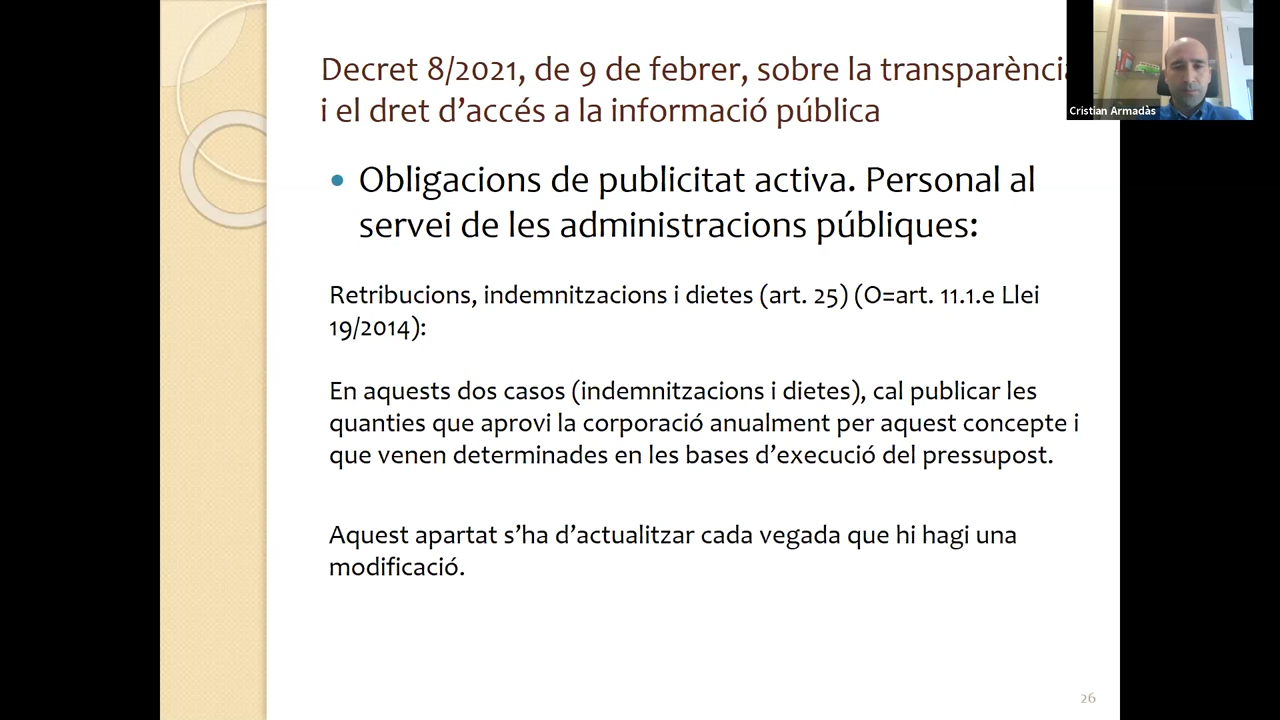 Decret 8/2021, de 9 de febrer, sobre la transparència
i el dret d’accés a la informació pública
Cristian Armadàs
• Obligacions de publicitat activa. Personal al
servei de les administracions públiques:
Retribucions, indemnitzacions i dietes (art. 25) (O=art. 11.1.e Llei
19/2014):
En aquests dos casos (indemnitzacions i dietes), cal publicar les
quanties que aprovi la corporació anualment per aquest concepte i
que venen determinades en les bases d’execució del pressupost.
Aquest apartat s’ha d’actualitzar cada vegada que hi hagi una
modificació.
26